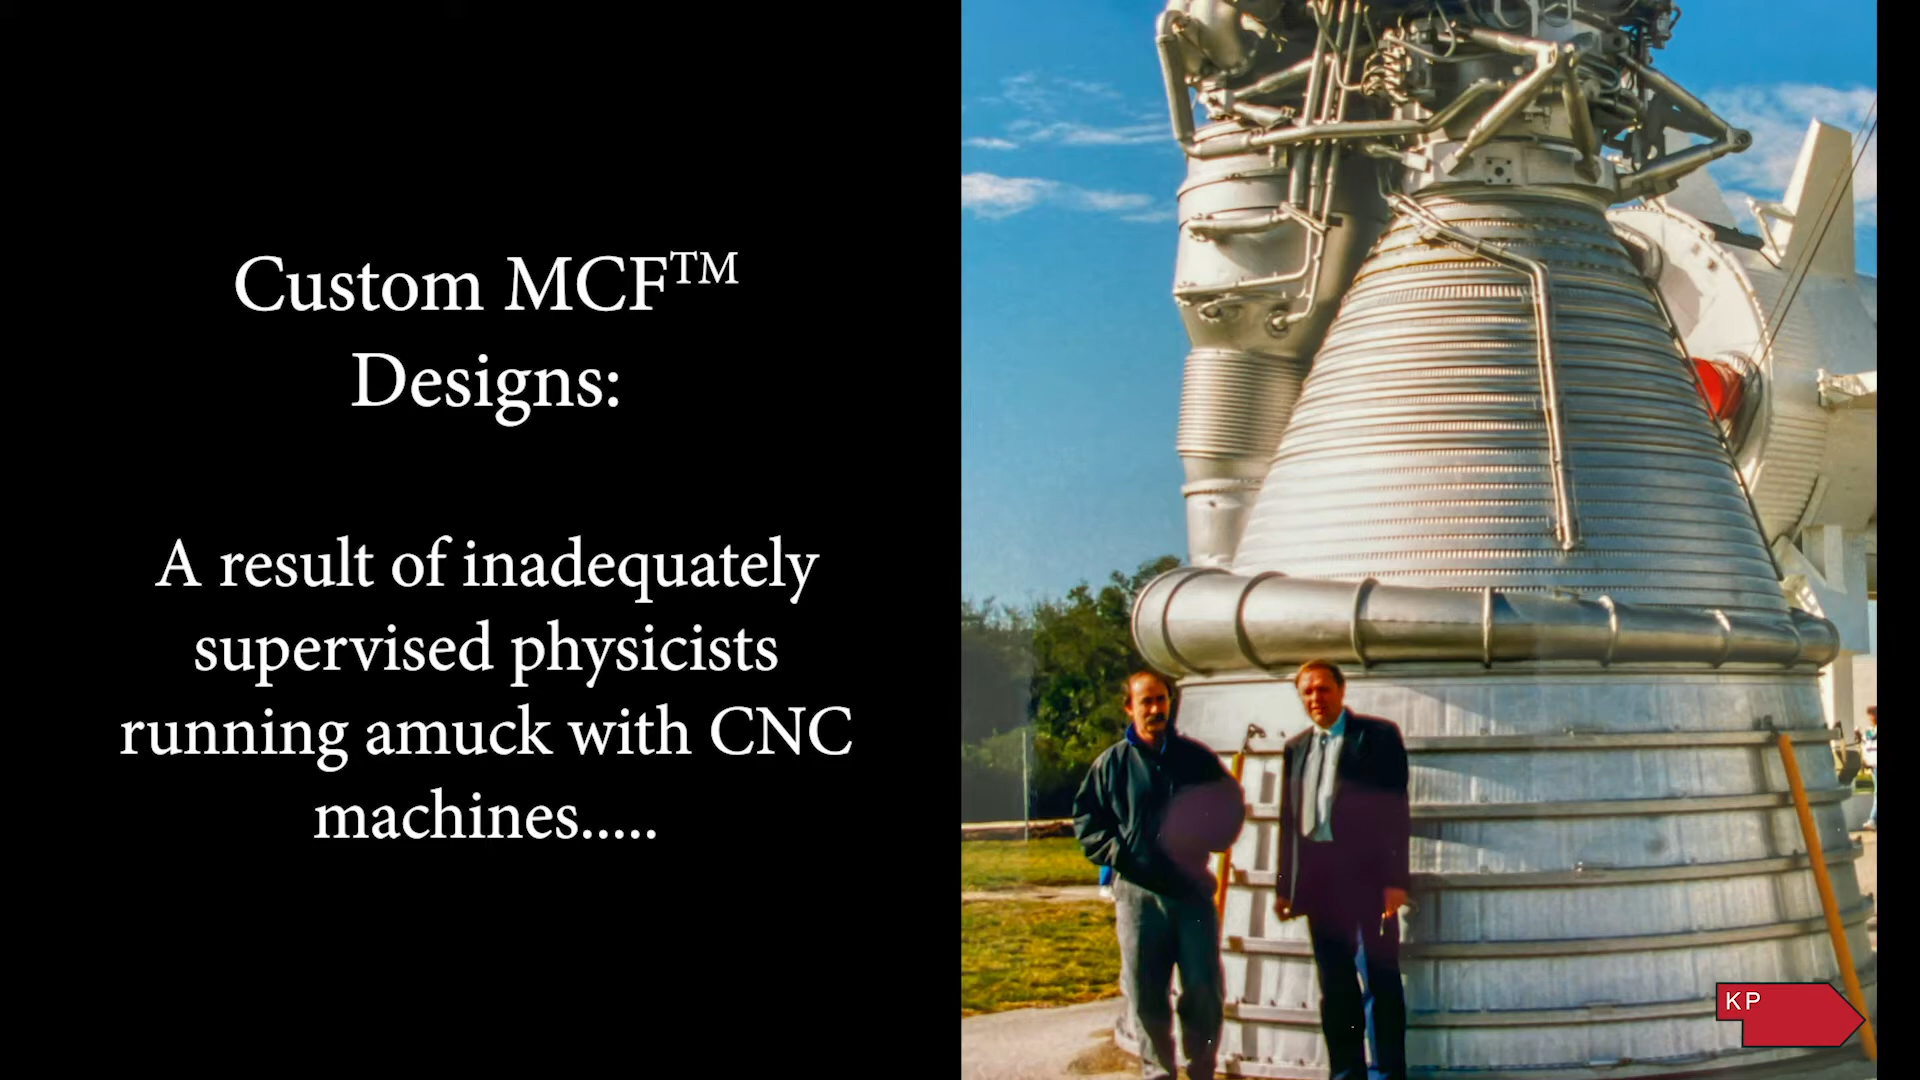 Custom MCF™
Designs:
A result of inadequately
supervised physicists
running amuck with CNC
machines.....
KP